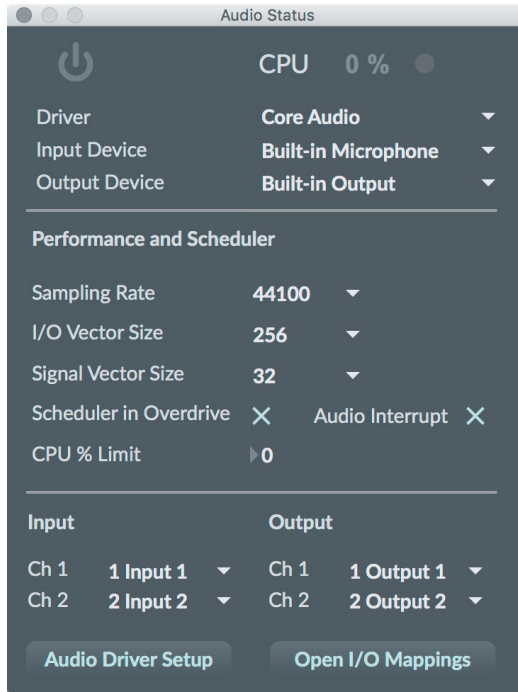 Audio Status
CPU 0 %
Driver Core Audio
Input Device Built-in Microphone
Output Device Built-in Output
Performance and Scheduler
Sampling Rate 44100
I/O Vector Size 256
Signal Vector Size 32
Scheduler in Overdrive Audio Interrupt
CPU % Limit 0
Input Output
Ch 1 1 Input 1 Ch 1 1 Output 1
Ch 2 2 Input 2 Ch 2 2 Output 2
Audio Driver Setup Open I/O Mappings